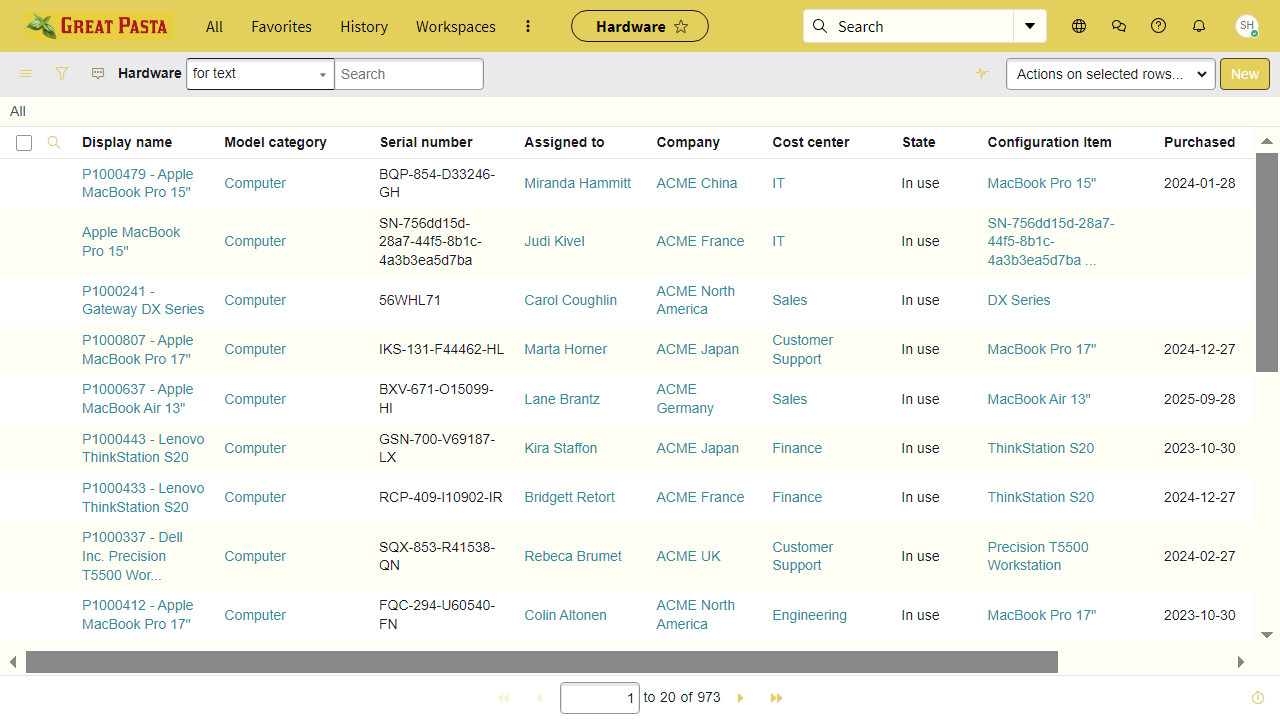 GREAT PASTA All Favorites History Workspaces Hardware Search SH
Hardware for text Search Actions on selected rows... New
All
Display name Model category Serial number Assigned to Company Cost center State Configuration Item Purchased
P1000479 - Apple MacBook Pro 15" Computer BQP-854-D33246-GH Miranda Hammitt ACME China IT In use MacBook Pro 15" 2024-01-28
Apple MacBook Pro 15" Computer SN-756dd15d-28a7-44f5-8b1c-4a3b3ea5d7ba Judi Kivel ACME France IT In use SN-756dd15d-28a7-44f5-8b1c-4a3b3ea5d7ba ...
P1000241 - Gateway DX Series Computer 56WHL71 Carol Coughlin ACME North America Sales In use DX Series
P1000807 - Apple MacBook Pro 17" Computer IKS-131-F44462-HL Marta Horner ACME Japan Customer Support In use MacBook Pro 17" 2024-12-27
P1000637 - Apple MacBook Air 13" Computer BXV-671-O15099-HI Lane Brantz ACME Germany Sales In use MacBook Air 13" 2025-09-28
P1000443 - Lenovo ThinkStation S20 Computer GSN-700-V69187-LX Kira Staffon ACME Japan Finance In use ThinkStation S20 2023-10-30
P1000433 - Lenovo ThinkStation S20 Computer RCP-409-I10902-IR Bridgett Retort ACME France Finance In use ThinkStation S20 2024-12-27
P1000337 - Dell Inc. Precision T5500 Wor... Computer SQX-853-R41538-QN Rebeca Brumet ACME UK Customer Support In use Precision T5500 Workstation 2024-02-27
P1000412 - Apple MacBook Pro 17" Computer FQC-294-U60540-FN Colin Altonen ACME North America Engineering In use MacBook Pro 17" 2023-10-30
1 to 20 of 973